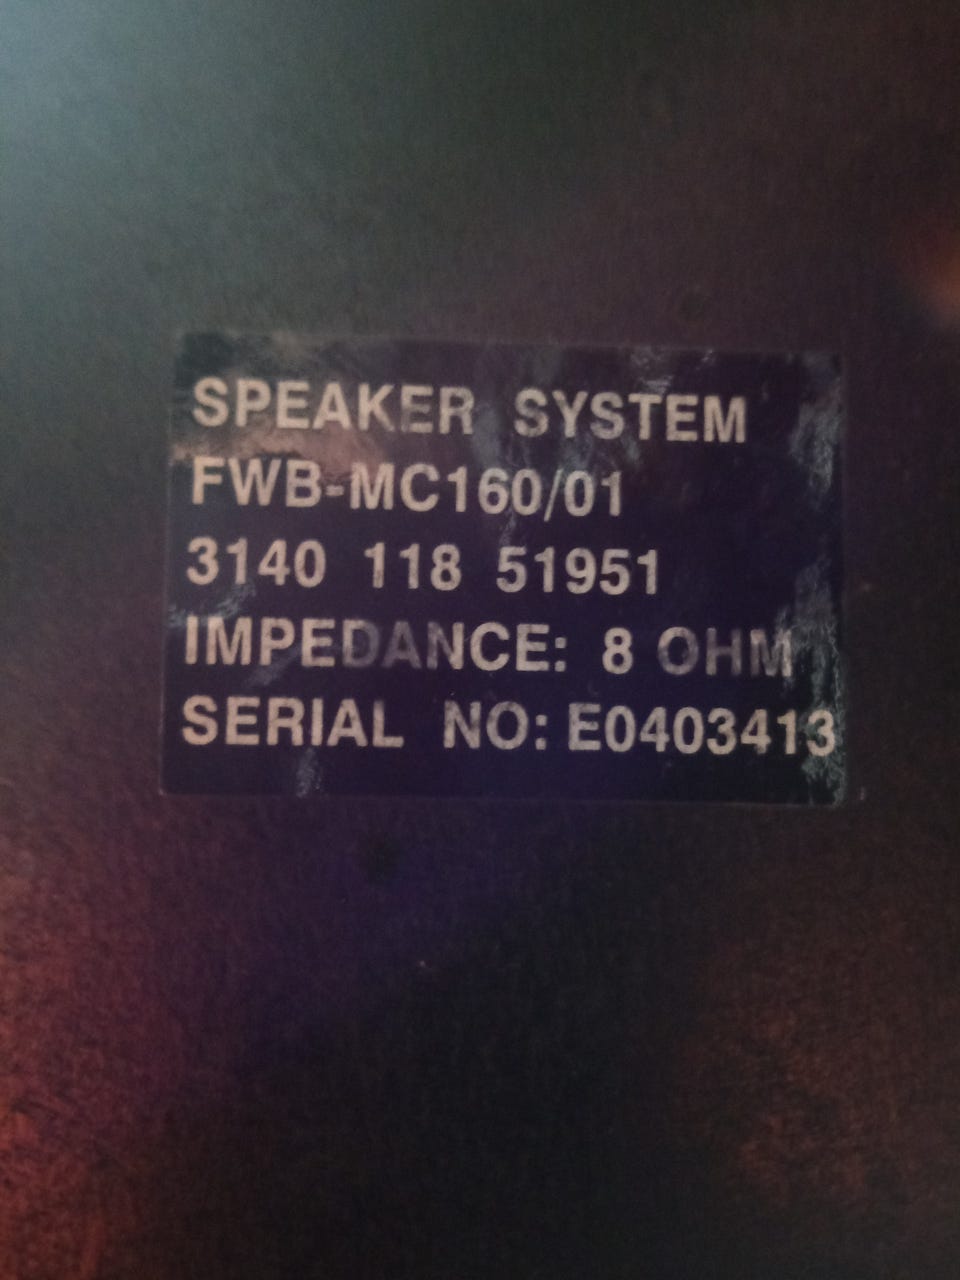 SPEAKER SYSTEM
FWB-MC160/01
3140 118 51951
IMPEDANCE: 8 OHM
SERIAL NO: E0403413